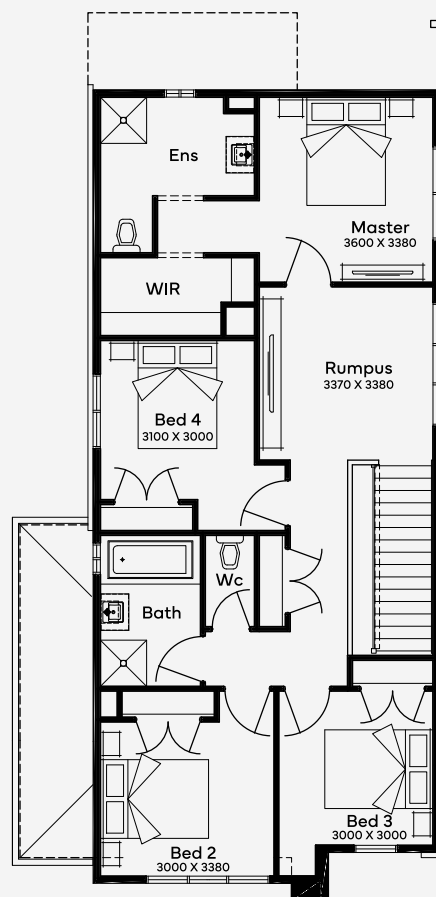 Ens
Master
3600 X 3380
WIR
Rumpus
3370 X 3380
Bed 4
3100 X 3000
Wc
Bath
Bed 3
3000 X 3000
Bed 2
3000 X 3380